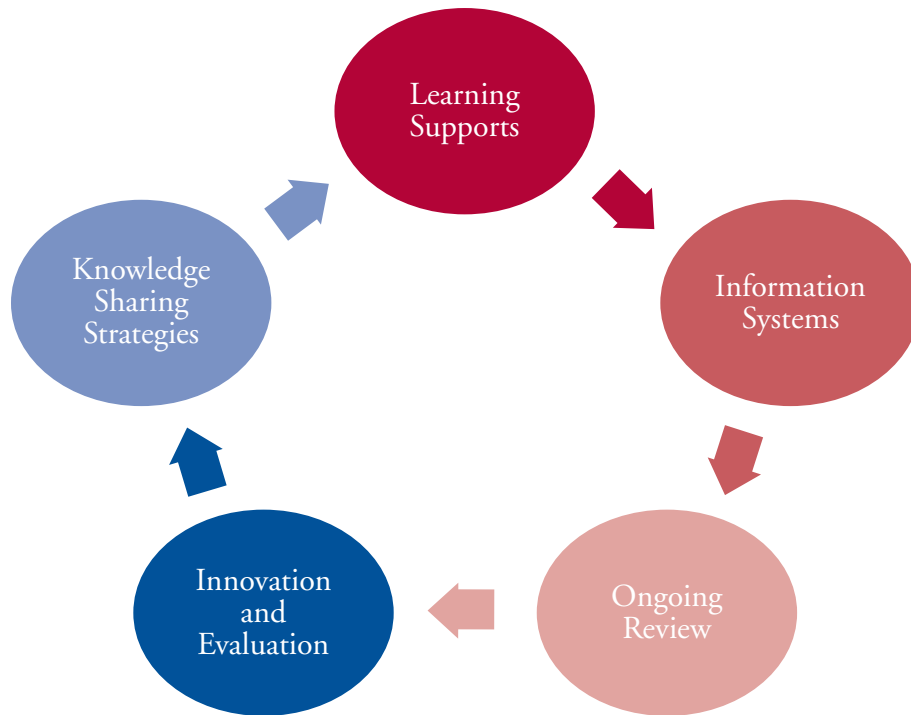 Learning
Supports
Information
Systems
Ongoing
Review
Innovation
and
Evaluation
Knowledge
Sharing
Strategies